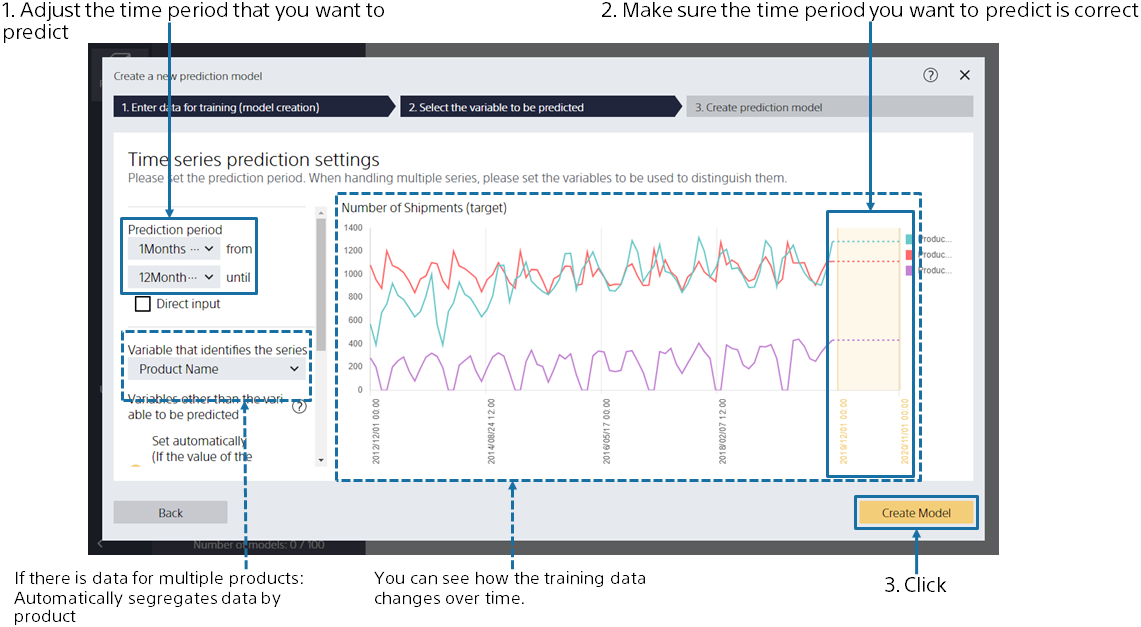 1. Adjust the time period that you want to
predict
2. Make sure the time period you want to predict is correct
Create a new prediction model
1. Enter data for training (model creation)
2. Select the variable to be predicted
3. Create prediction model
Time series prediction settings
Please set the prediction period. When handling multiple series, please set the variables to be used to distinguish them.
Prediction period
1Months ··· from
12Month··· until
Direct input
Variable that identifies the series
Product Name
Variables other than the vari-
able to be predicted
Set automatically
(If the value of the
Number of Shipments (target)
1400
1200
1000
800
600
400
200
0
2012/12/01 00:00
2014/08/24 12:00
2016/05/17 00:00
2018/02/07 12:00
2019/12/01 00:00
2020/11/01 00:00
Produc...
Produc...
Produc...
Back
Create Model
Number of models: 0 / 100
If there is data for multiple products:
Automatically segregates data by
product
You can see how the training data
changes over time.
3. Click